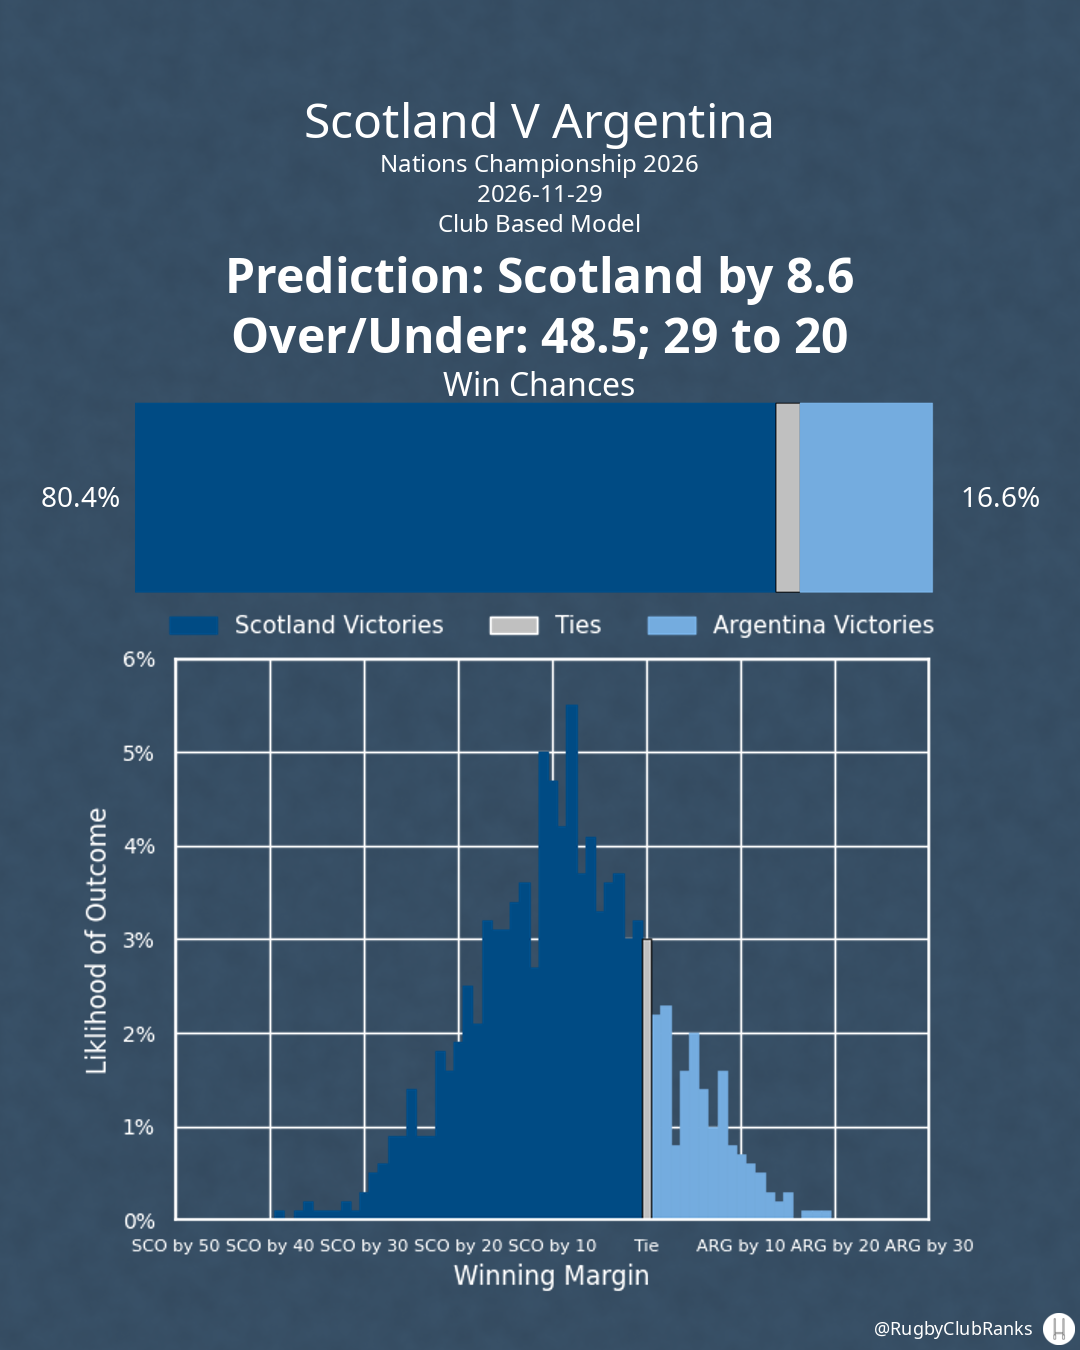 Scotland V Argentina
Nations Championship 2026
2026-11-29
Club Based Model
Prediction: Scotland by 8.6
Over/Under: 48.5; 29 to 20
Win Chances
80.4%
16.6%
Scotland Victories Ties Argentina Victories
6%
5%
4%
3%
2%
1%
0%
Liklihood of Outcome
SCO by 50 SCO by 40 SCO by 30 SCO by 20 SCO by 10 Tie ARG by 10 ARG by 20 ARG by 30
Winning Margin
@RugbyClubRanks